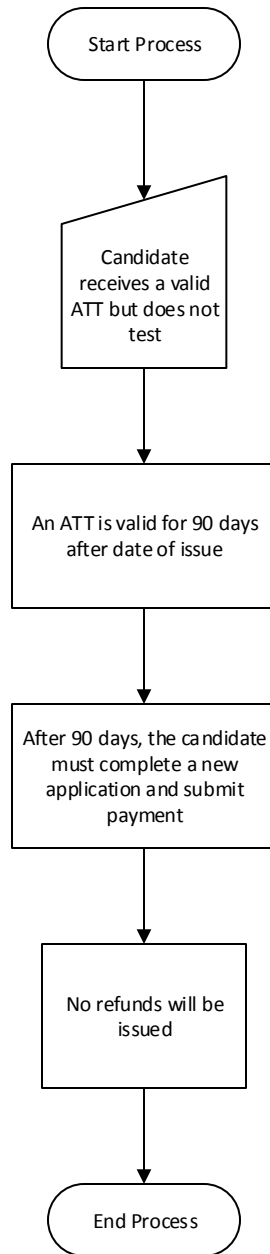 Start Process
Candidate
receives a valid
ATT but does not
test
An ATT is valid for 90 days
after date of issue
After 90 days, the candidate
must complete a new
application and submit
payment
No refunds will be
issued
End Process